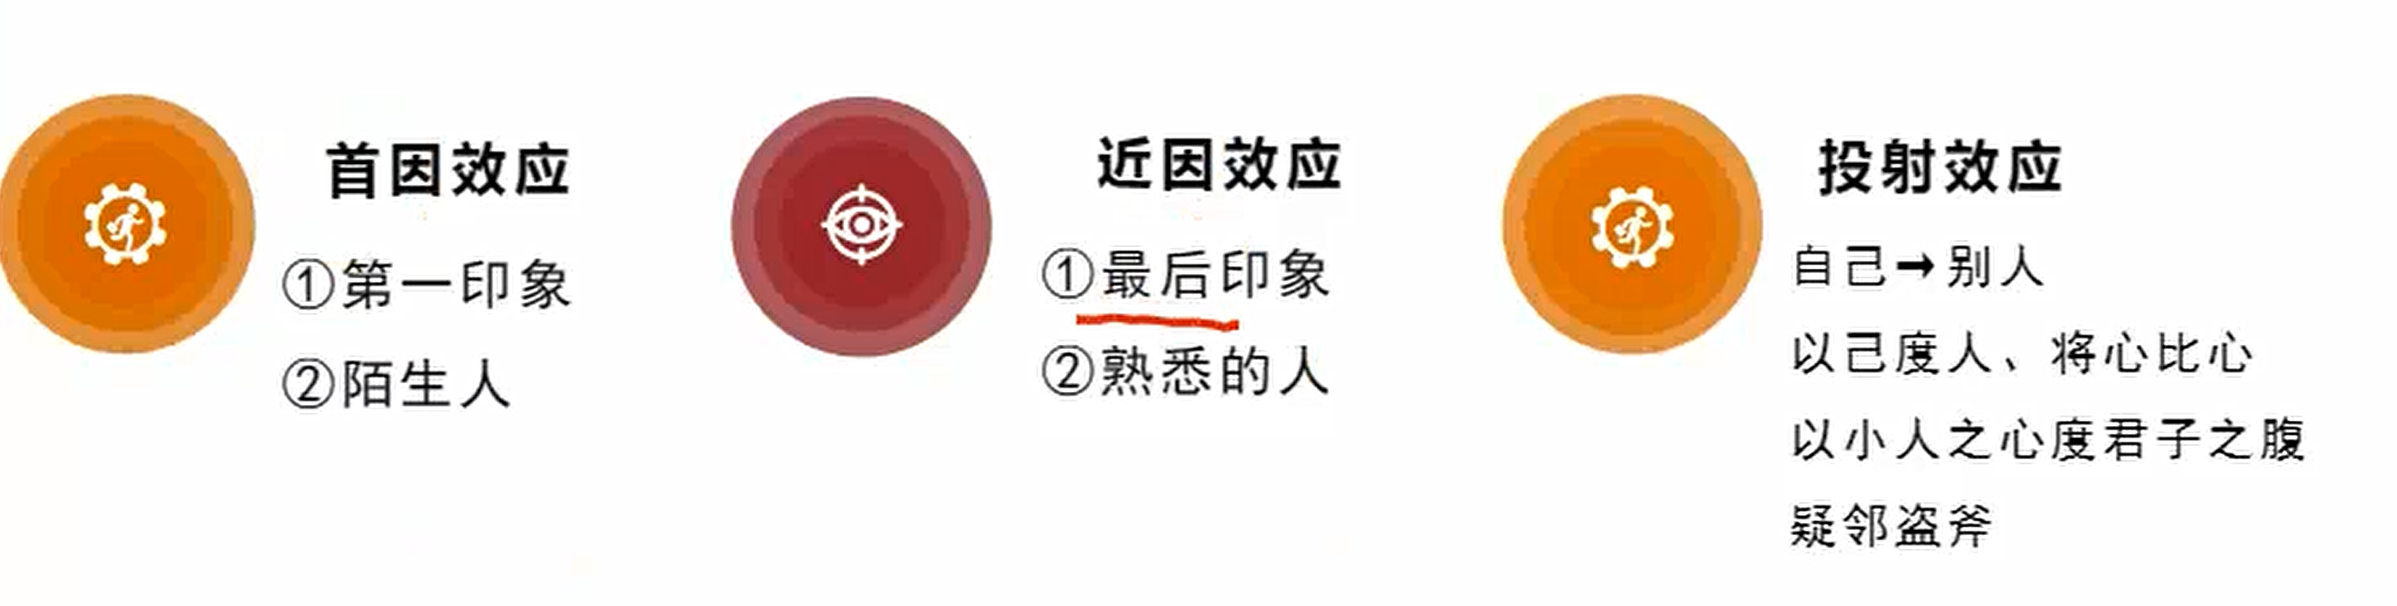 首因效应
①第一印象
②陌生人
近因效应
①最后印象
②熟悉的人
投射效应
自己→别人
以己度人、将心比心
以小人之心度君子之腹
疑邻盗斧